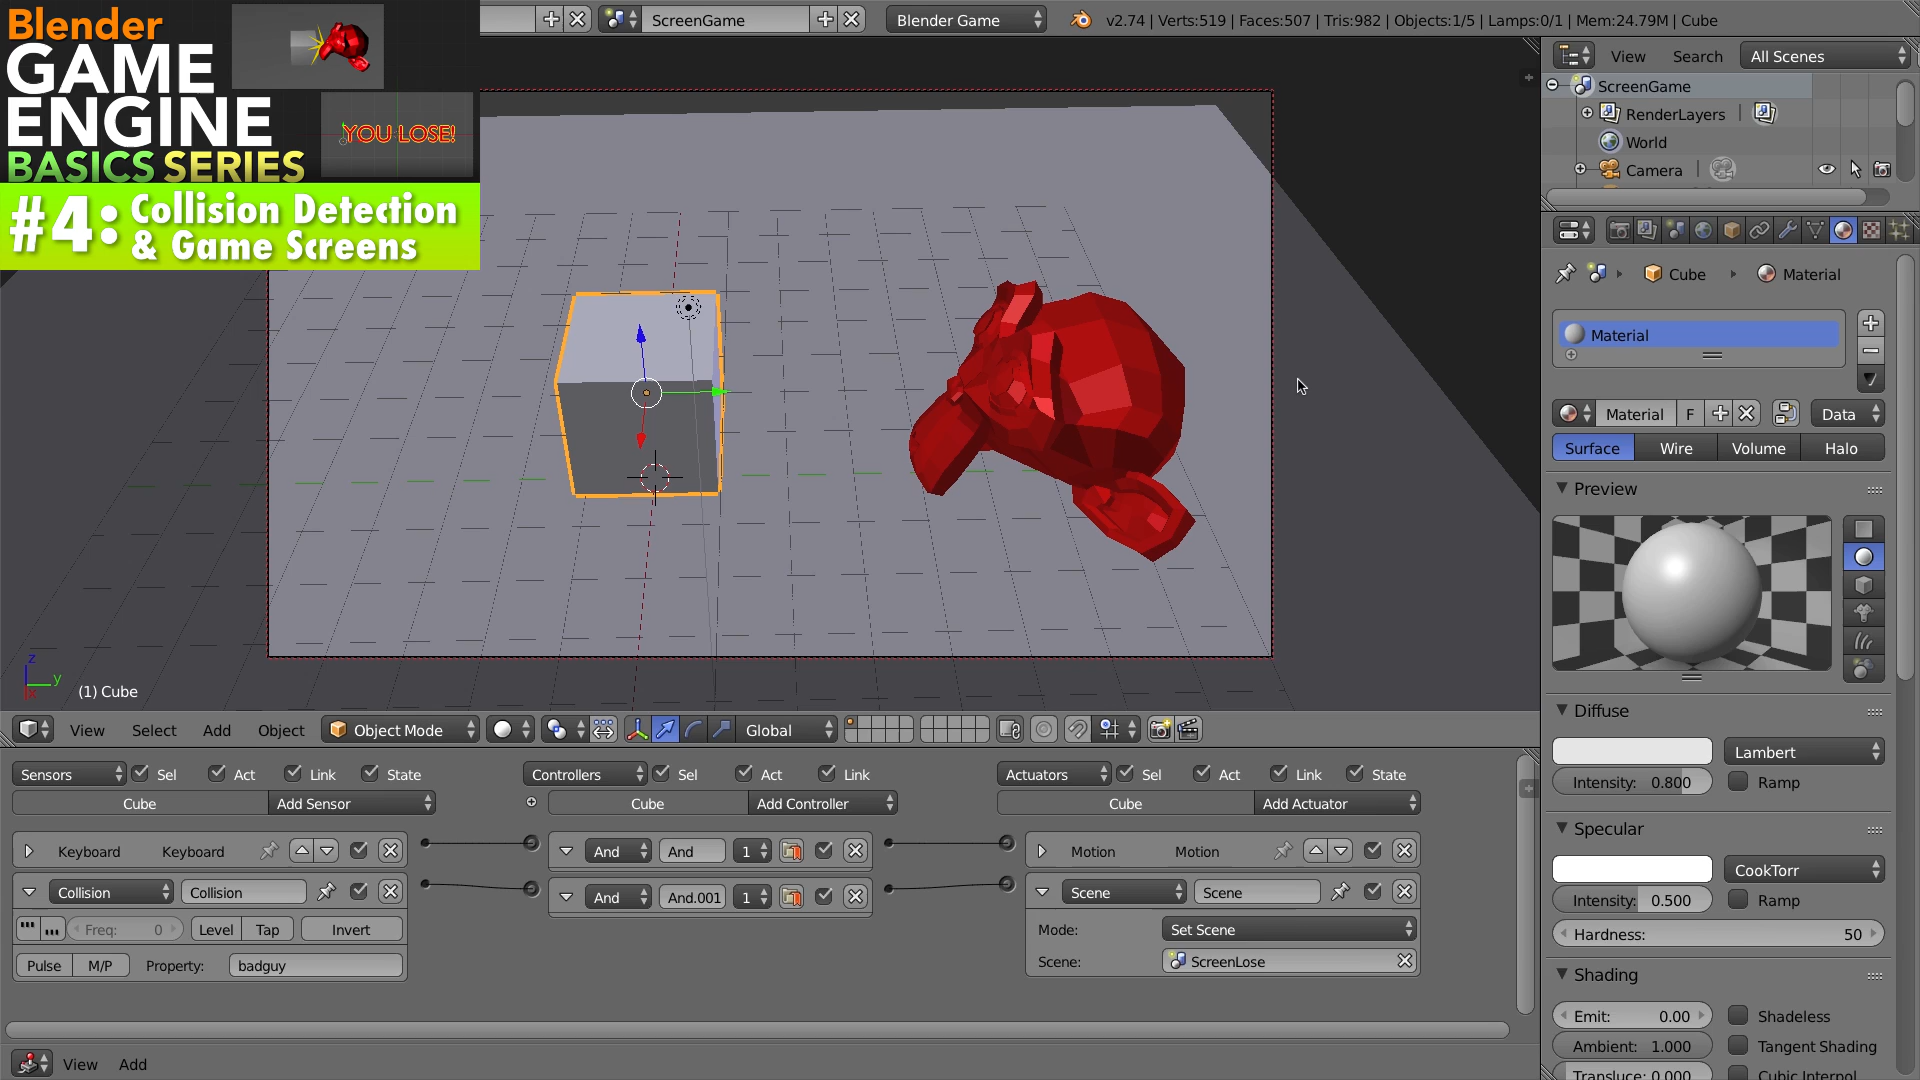 Blender
GAME
ENGINE
BASICS SERIES
YOU LOSE!
#4: Collision Detection
& Game Screens
ScreenGame
Blender Game
v2.74 | Verts:519 | Faces:507 | Tris:982 | Objects:1/5 | Lamps:0/1 | Mem:24.79M | Cube
View Search All Scenes
ScreenGame
RenderLayers
World
Camera
Cube Material
Material
Material F Data
Surface Wire Volume Halo
Preview
Diffuse
Lambert
Intensity: 0.800 Ramp
Specular
CookTorr
Intensity: 0.500 Ramp
Hardness: 50
Shading
Emit: 0.00 Shadeless
Ambient: 1.000 Tangent Shading
Transluc: 0.000 Cubic Interpol
z
y
x
(1) Cube
View Select Add Object Object Mode Global
Sensors Sel Act Link State
Cube Add Sensor
Keyboard Keyboard
Collision Collision
Freq: 0 Level Tap Invert
Pulse M/P Property: badguy
Controllers Sel Act Link
Cube Add Controller
And And 1
And And.001 1
Actuators Sel Act Link State
Cube Add Actuator
Motion Motion
Scene Scene
Mode: Set Scene
Scene: ScreenLose
View Add